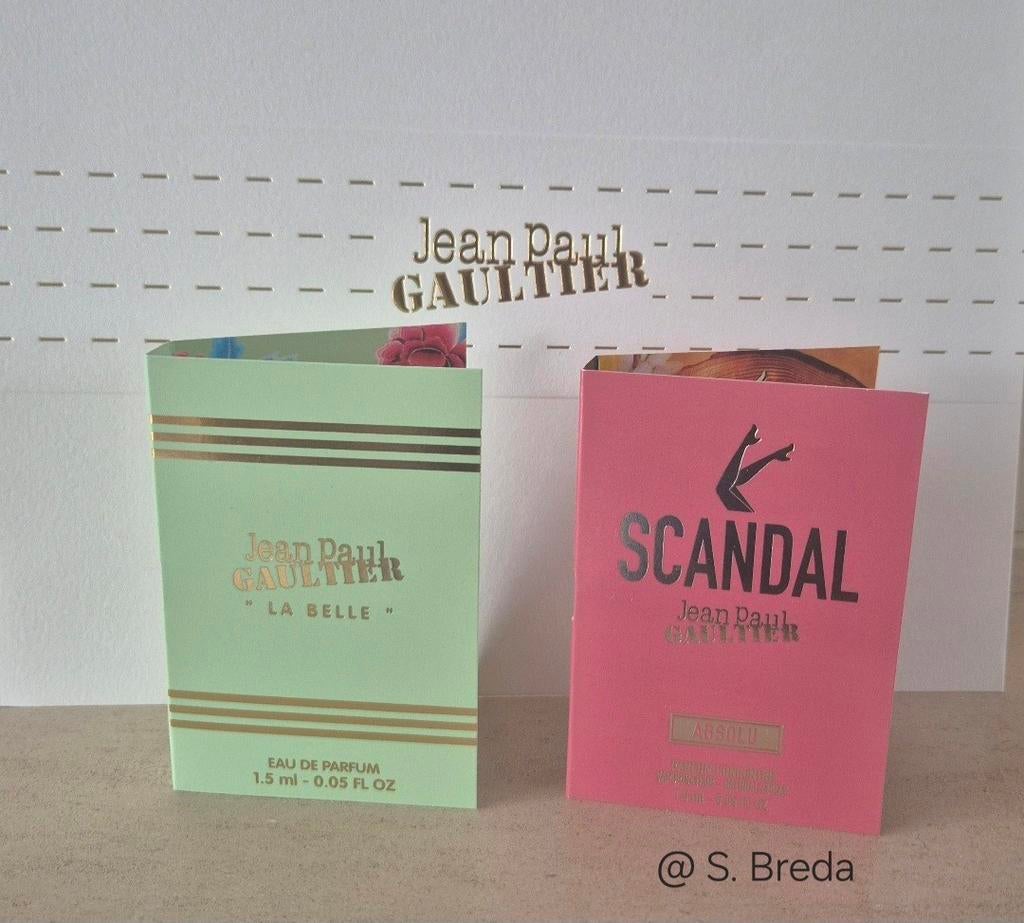 Jean Paul
GAULTIER
Jean Paul
GAULTIER
" LA BELLE "
EAU DE PARFUM
1.5 ml - 0.05 FL OZ
SCANDAL
Jean Paul
GAULTIER
ABSOLU
@ S. Breda